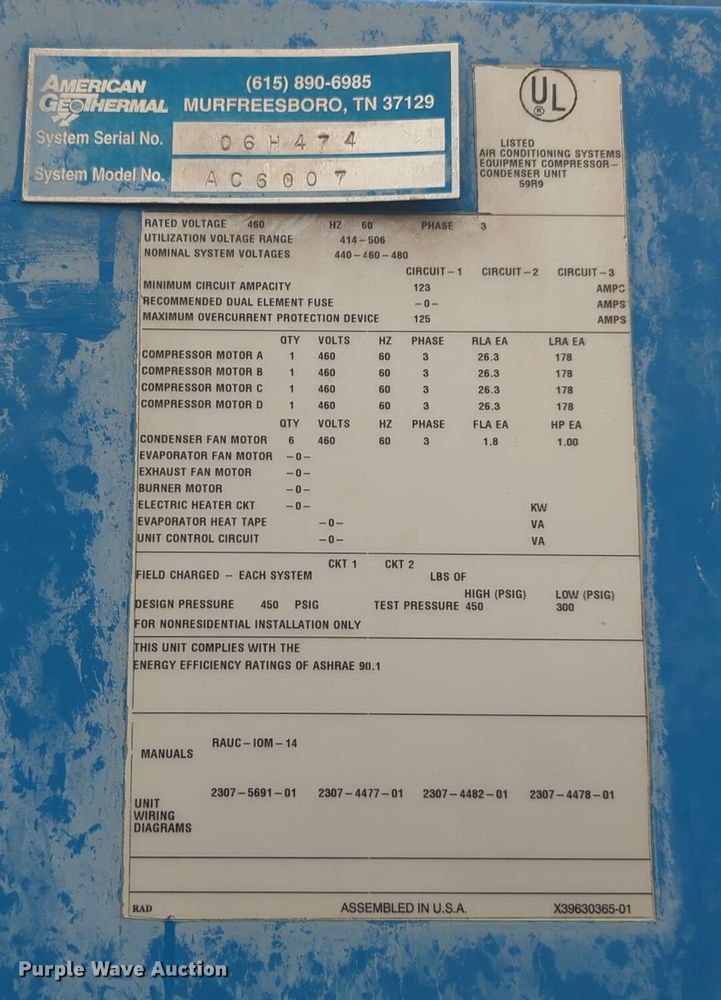 AMERICAN GEOTHERMAL
(615) 890-6985
MURFREESBORO, TN 37129
System Serial No. 06H474
System Model No. AC6007
UL
®
LISTED
AIR CONDITIONING SYSTEMS
EQUIPMENT COMPRESSOR–
CONDENSER UNIT
59R9
RATED VOLTAGE 460 HZ 60 PHASE 3
UTILIZATION VOLTAGE RANGE 414–506
NOMINAL SYSTEM VOLTAGES 440–460–480
CIRCUIT–1 CIRCUIT–2 CIRCUIT–3
MINIMUM CIRCUIT AMPACITY 123 AMPS
RECOMMENDED DUAL ELEMENT FUSE –0– AMPS
MAXIMUM OVERCURRENT PROTECTION DEVICE 125 AMPS
QTY VOLTS HZ PHASE RLA EA LRA EA
COMPRESSOR MOTOR A 1 460 60 3 26.3 178
COMPRESSOR MOTOR B 1 460 60 3 26.3 178
COMPRESSOR MOTOR C 1 460 60 3 26.3 178
COMPRESSOR MOTOR D 1 460 60 3 26.3 178
QTY VOLTS HZ PHASE FLA EA HP EA
CONDENSER FAN MOTOR 6 460 60 3 1.8 1.00
EVAPORATOR FAN MOTOR –0–
EXHAUST FAN MOTOR –0–
BURNER MOTOR –0–
ELECTRIC HEATER CKT –0– KW
EVAPORATOR HEAT TAPE –0– VA
UNIT CONTROL CIRCUIT –0– VA
CKT 1 CKT 2
FIELD CHARGED – EACH SYSTEM LBS OF
HIGH (PSIG) LOW (PSIG)
DESIGN PRESSURE 450 PSIG TEST PRESSURE 450 300
FOR NONRESIDENTIAL INSTALLATION ONLY
THIS UNIT COMPLIES WITH THE
ENERGY EFFICIENCY RATINGS OF ASHRAE 90.1
MANUALS RAUC–IOM–14
UNIT WIRING DIAGRAMS 2307–5691–01 2307–4477–01 2307–4482–01 2307–4478–01
RAD ASSEMBLED IN U.S.A. X39630365-01
Purple Wave Auction